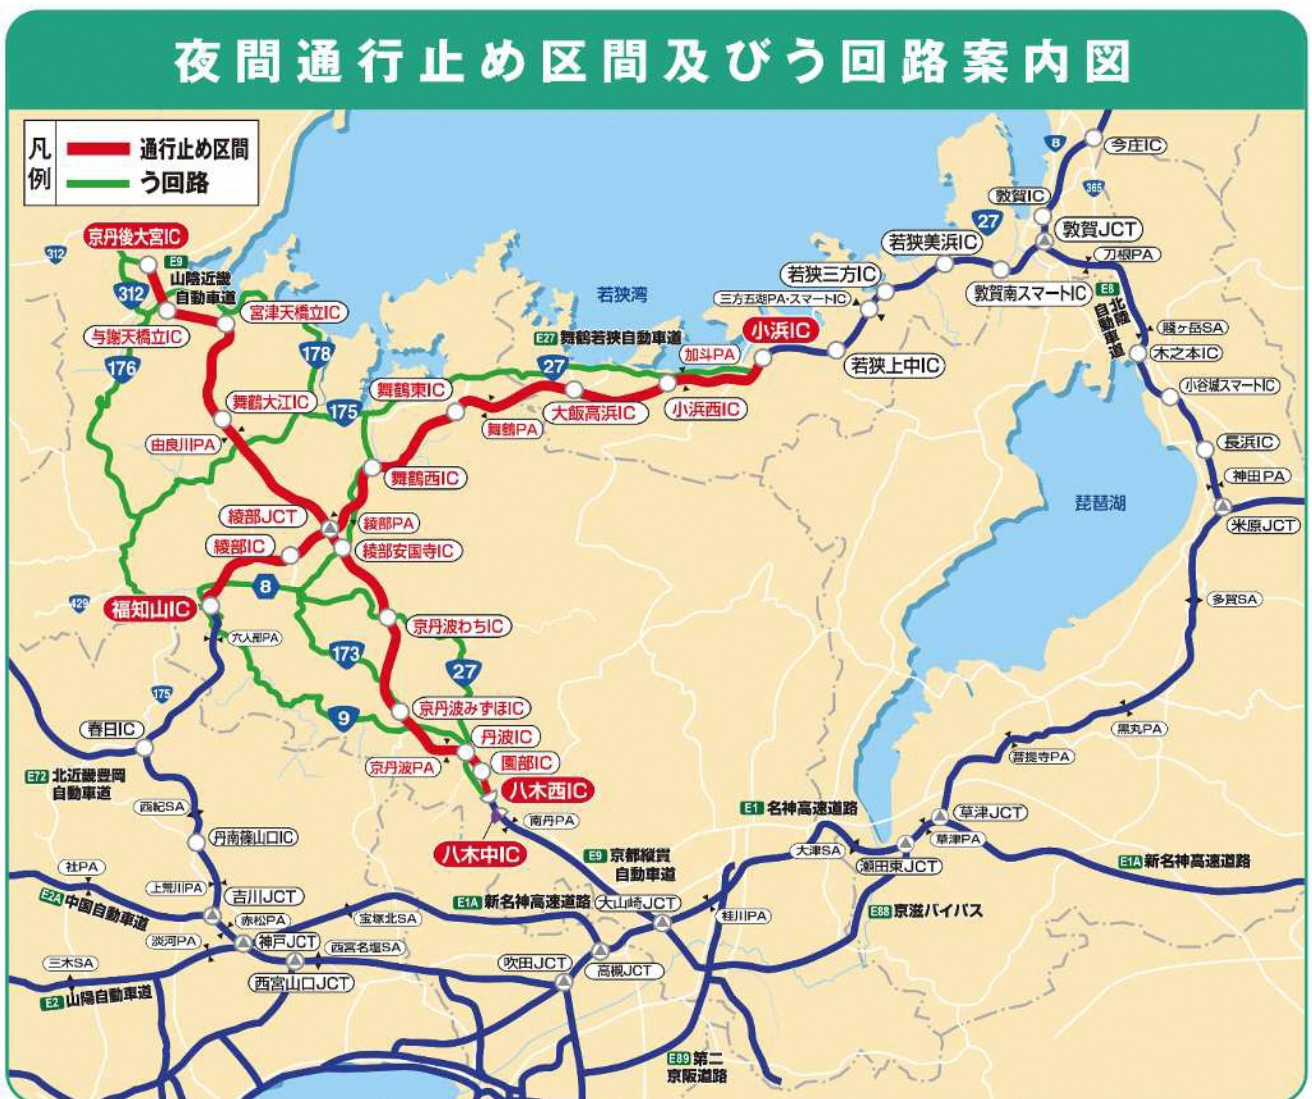 夜間通行止め区間及びう回路案内図
凡例
通行止め区間
う回路
8
今庄IC
365
敦賀IC
27
敦賀JCT
京丹後大宮IC
312
E9
山陰近畿
自動車道
312
若狭美浜IC
刀根PA
若狭三方IC
敦賀南スマートIC
E8
北陸自動車道
三方五湖PA・スマートIC
若狭湾
宮津天橋立IC
与謝天橋立IC
小浜IC
賤ヶ岳SA
E27 舞鶴若狭自動車道
加斗PA
木之本IC
178
176
27
若狭上中IC
小谷城スマートIC
舞鶴東IC
舞鶴大江IC
175
大飯高浜IC
小浜西IC
舞鶴PA
由良川PA
長浜IC
舞鶴西IC
神田PA
琵琶湖
綾部JCT
綾部PA
米原JCT
綾部IC
綾部安国寺IC
8
429
福知山IC
多賀SA
京丹波わちIC
六人部PA
173
27
175
9
京丹波みずほIC
春日IC
丹波IC
黒丸PA
園部IC
京丹波PA
菩提寺PA
E72 北近畿豊岡
自動車道
八木西IC
西紀SA
南丹PA
E1 名神高速道路
草津JCT
丹南篠山口IC
草津PA
八木中IC
E9 京都縦貫
自動車道
大津SA
瀬田東JCT
E1A 新名神高速道路
社PA
上荒川PA
吉川JCT
E2A 中国自動車道
E1A 新名神高速道路
大山崎JCT
E88 京滋バイパス
赤松PA
宝塚北SA
桂川PA
淡河PA
神戸JCT
西宮名塩SA
三木SA
吹田JCT
高槻JCT
西宮山口JCT
E2 山陽自動車道
E89 第二
京阪道路